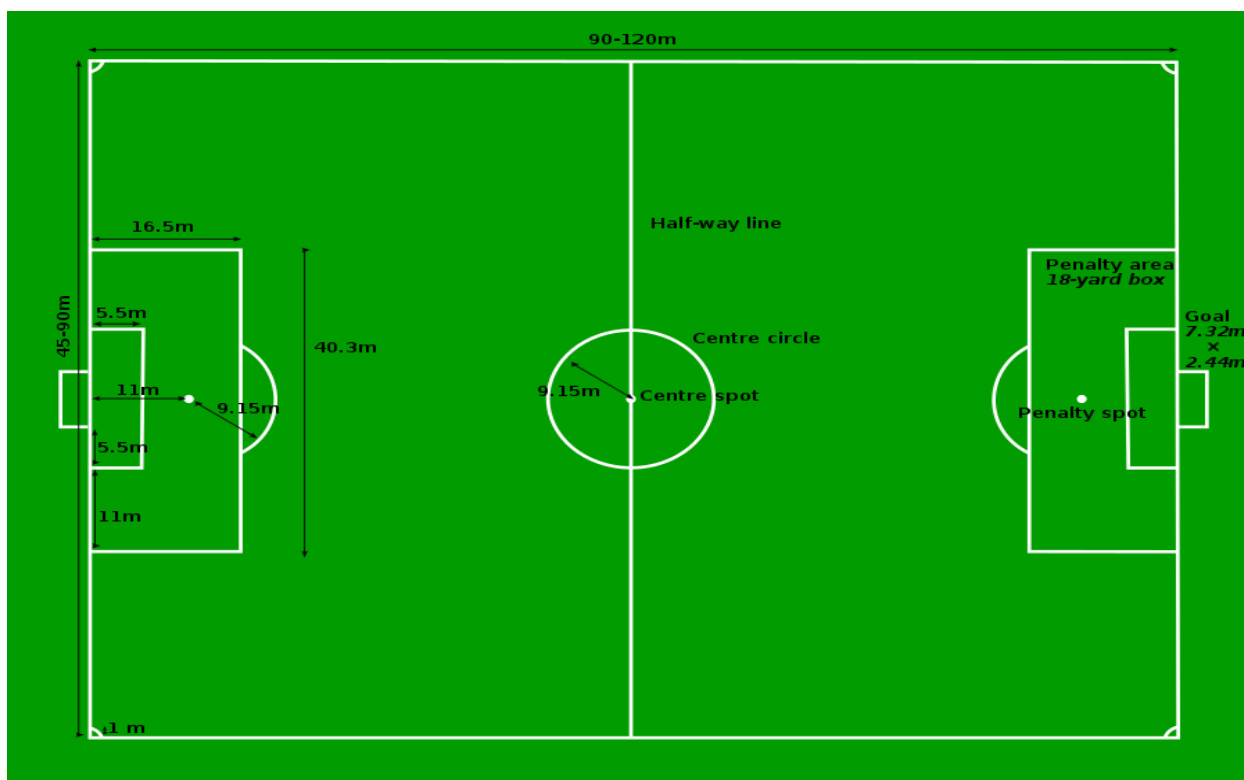 90-120m
Half-way line
16.5m
Penalty area
18-yard box
45-90m
5.5m
Goal
7.32m
×
2.44m
40.3m
Centre circle
11m
9.15m
9.15m
Centre spot
Penalty spot
5.5m
11m
1 m